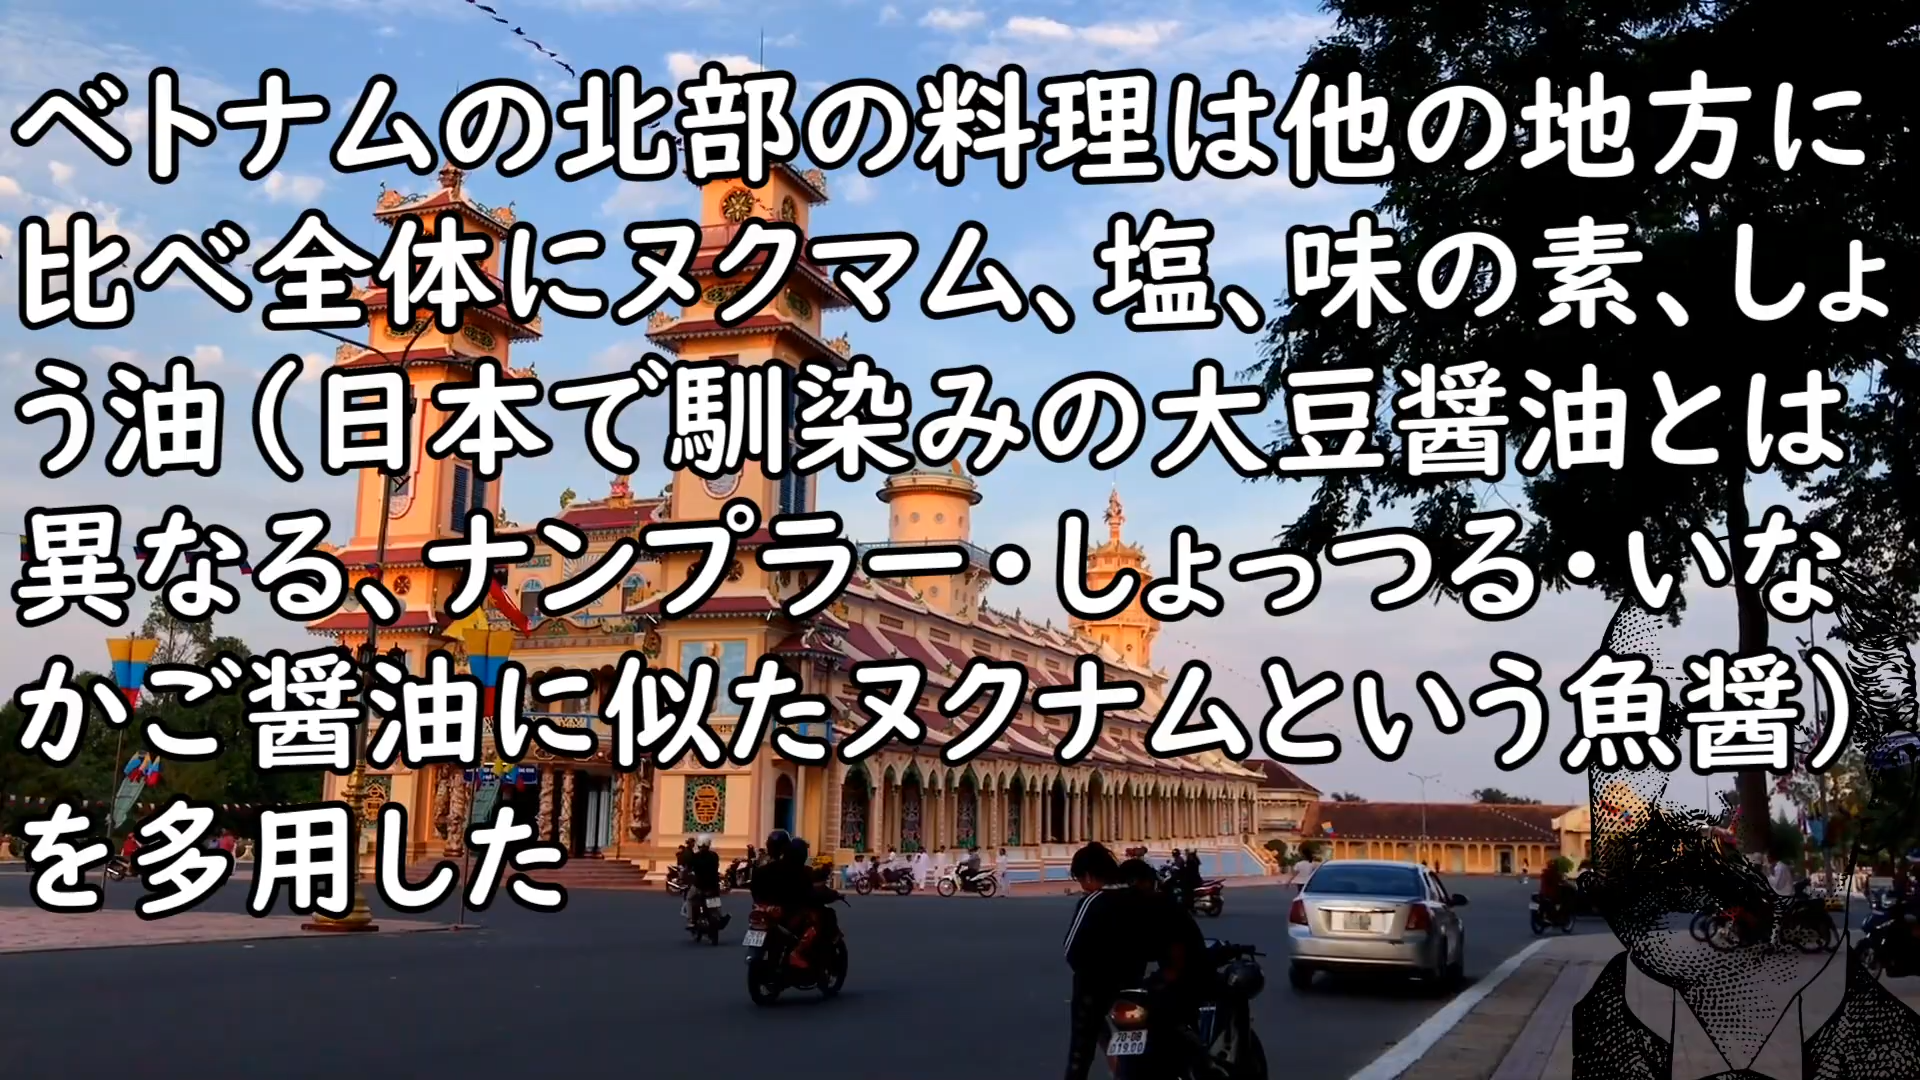 ベトナムの北部の料理は他の地方に
比べ全体にヌクマム、塩、味の素、しょ
う油（日本で馴染みの大豆醤油とは
異なる、ナンプラー・しょっつる・いな
かご醤油に似たヌクナムという魚醤）
を多用した
70-08
019.00